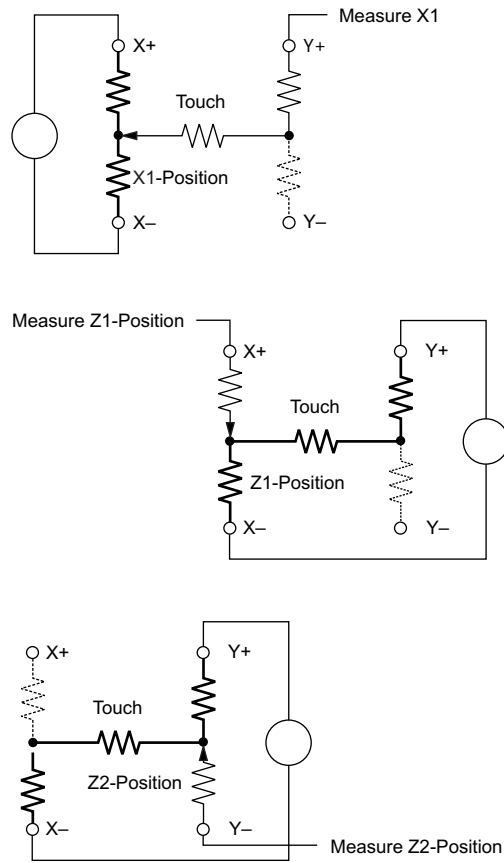 Measure X1
X+
Y+
Touch
X1-Position
X–
Y–
Measure Z1-Position
X+
Y+
Touch
Z1-Position
X–
Y–
X+
Y+
Touch
Z2-Position
X–
Y–
Measure Z2-Position